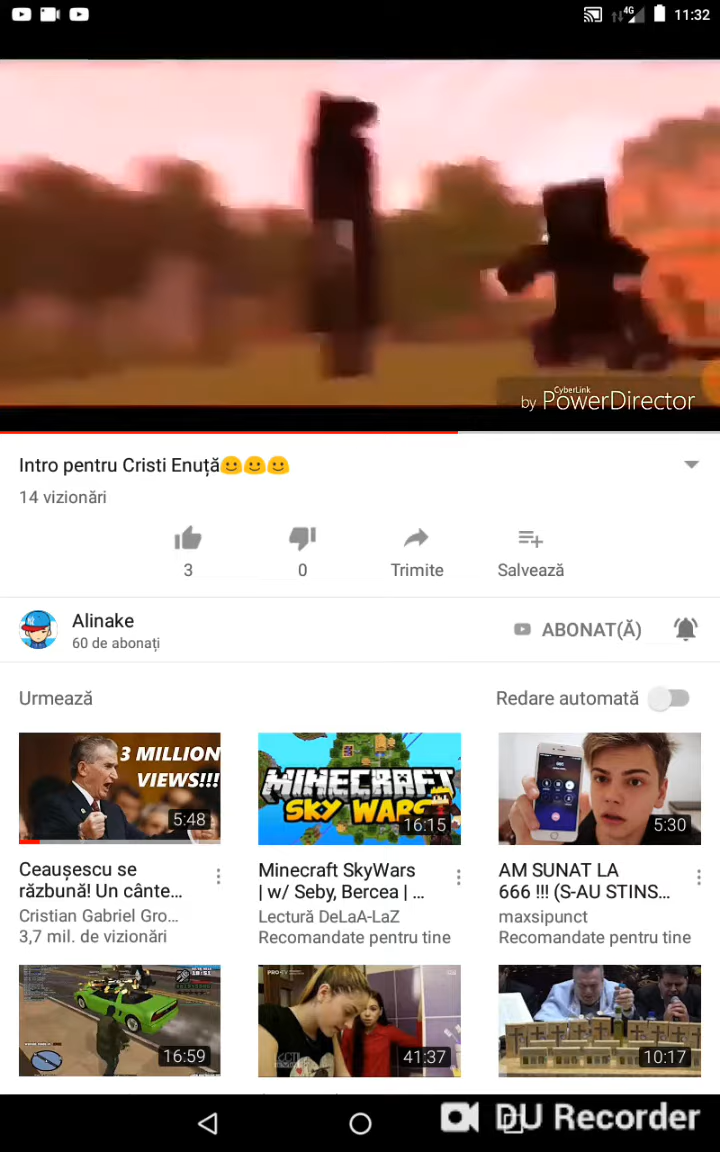 4G 11:32
CyberLink
by PowerDirector
Intro pentru Cristi Enuță
14 vizionări
3 0 Trimite Salvează
Alinake
60 de abonați
ABONAT(Ă)
Urmează
Redare automată
3 MILLION
VIEWS!!!
5:48
MINECRAFT
SKY WARS
16:15
5:30
Ceaușescu se
răzbună! Un cânte...
Cristian Gabriel Gro...
3,7 mil. de vizionări
Minecraft SkyWars
| w/ Seby, Bercea | ...
Lectură DeLaA-LaZ
Recomandate pentru tine
AM SUNAT LA
666 !!! (S-AU STINS...
maxsipunct
Recomandate pentru tine
16:59
PRO•TV
41:37
10:17
DU Recorder